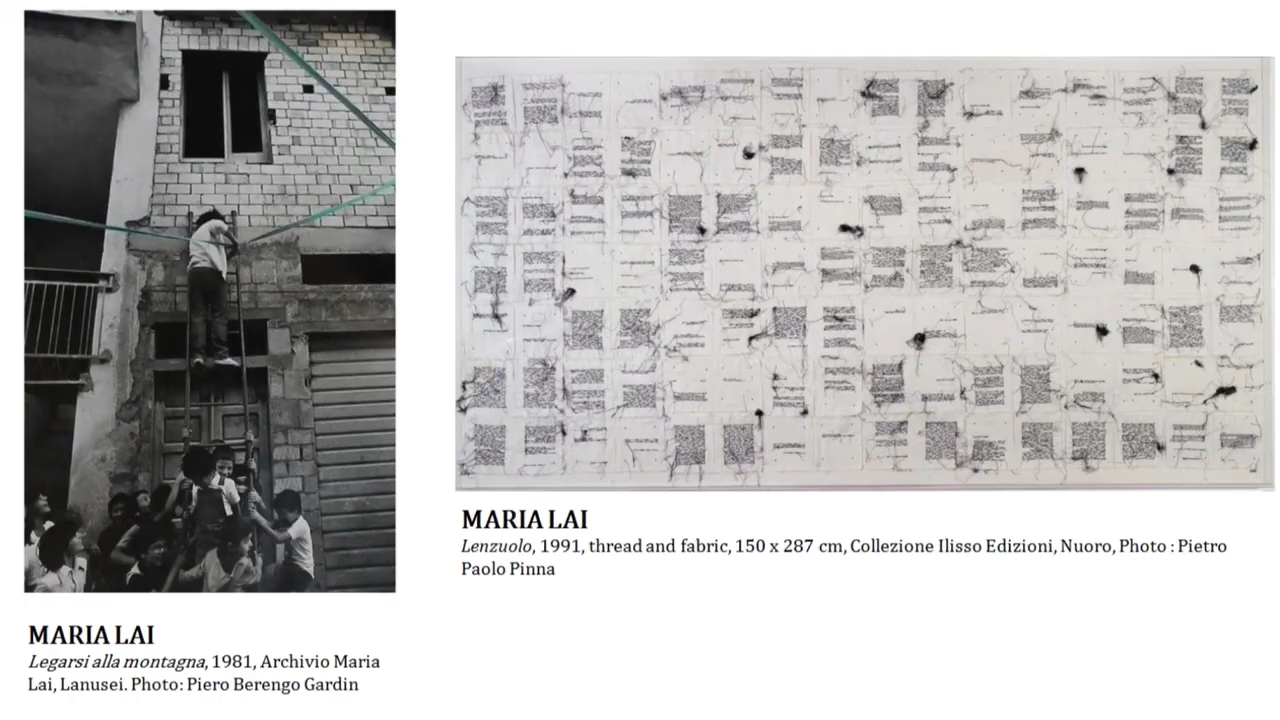 MARIA LAI
Legarsi alla montagna, 1981, Archivio Maria
Lai, Lanusei. Photo: Piero Berengo Gardin
MARIA LAI
Lenzuolo, 1991, thread and fabric, 150 x 287 cm, Collezione Ilisso Edizioni, Nuoro, Photo : Pietro
Paolo Pinna